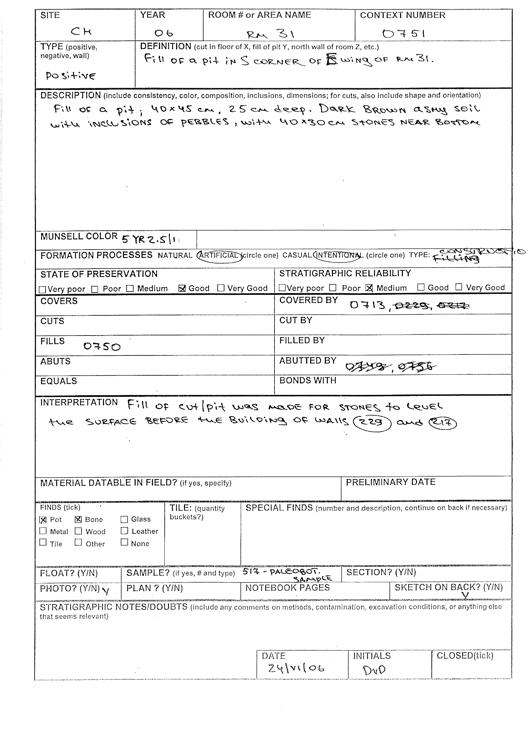 SITE YEAR ROOM # or AREA NAME CONTEXT NUMBER
CH 06 RM 31 0751
TYPE (positive, negative, wall) DEFINITION (cut in floor of X, fill of pit Y, north wall of room Z, etc.)
POSITIVE Fill of a pit in S corner of E wing of RM 31.
DESCRIPTION (include consistency, color, composition, inclusions, dimensions; for cuts, also include shape and orientation)
Fill of a pit, 40x45 cm, 25 cm deep. Dark Brown ashy soil
with inclusions of pebbles, with 40x30cm stones near bottom
MUNSELL COLOR 5 YR 2.5/1
FORMATION PROCESSES NATURAL ARTIFICIAL (circle one) CASUAL INTENTIONAL (circle one) TYPE: filling
STATE OF PRESERVATION STRATIGRAPHIC RELIABILITY
Very poor Poor Medium Good Very Good Very poor Poor Medium Good Very Good
COVERS COVERED BY 0713, 0229, 0217
CUTS CUT BY
FILLS 0750 FILLED BY
ABUTS ABUTTED BY 0756
EQUALS BONDS WITH
INTERPRETATION Fill of cut/pit was made for stones to level
the surface before the building of walls 229 and 217
MATERIAL DATABLE IN FIELD? (if yes, specify) PRELIMINARY DATE
FINDS (tick) TILE: (quantity buckets?) SPECIAL FINDS (number and description, continue on back if necessary)
Pot Bone Glass
Metal Wood Leather
Tile Other None
FLOAT? (Y/N) SAMPLE? (if yes, # and type) 517 - PALEOBOT. SAMPLE SECTION? (Y/N)
PHOTO? (Y/N) Y PLAN ? (Y/N) NOTEBOOK PAGES SKETCH ON BACK? (Y/N) Y
STRATIGRAPHIC NOTES/DOUBTS (include any comments on methods, contamination, excavation conditions, or anything else
that seems relevant)
DATE INITIALS CLOSED(tick)
24/VI/06 DvD